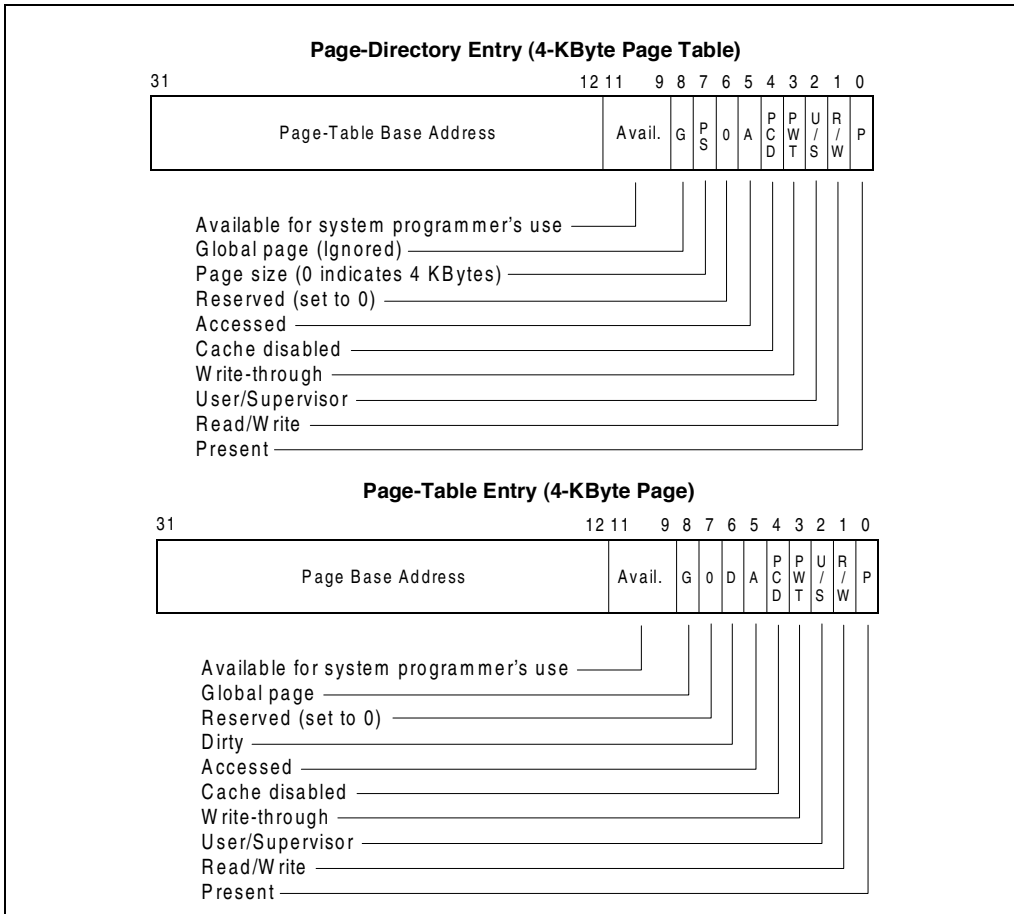 Page-Directory Entry (4-KByte Page Table)
31 12 11 9 8 7 6 5 4 3 2 1 0
Page-Table Base Address Avail. G PS 0 A PCD PWT U/S R/W P
Available for system programmer's use
Global page (Ignored)
Page size (0 indicates 4 KBytes)
Reserved (set to 0)
Accessed
Cache disabled
Write-through
User/Supervisor
Read/Write
Present
Page-Table Entry (4-KByte Page)
31 12 11 9 8 7 6 5 4 3 2 1 0
Page Base Address Avail. G 0 D A PCD PWT U/S R/W P
Available for system programmer's use
Global page
Reserved (set to 0)
Dirty
Accessed
Cache disabled
Write-through
User/Supervisor
Read/Write
Present